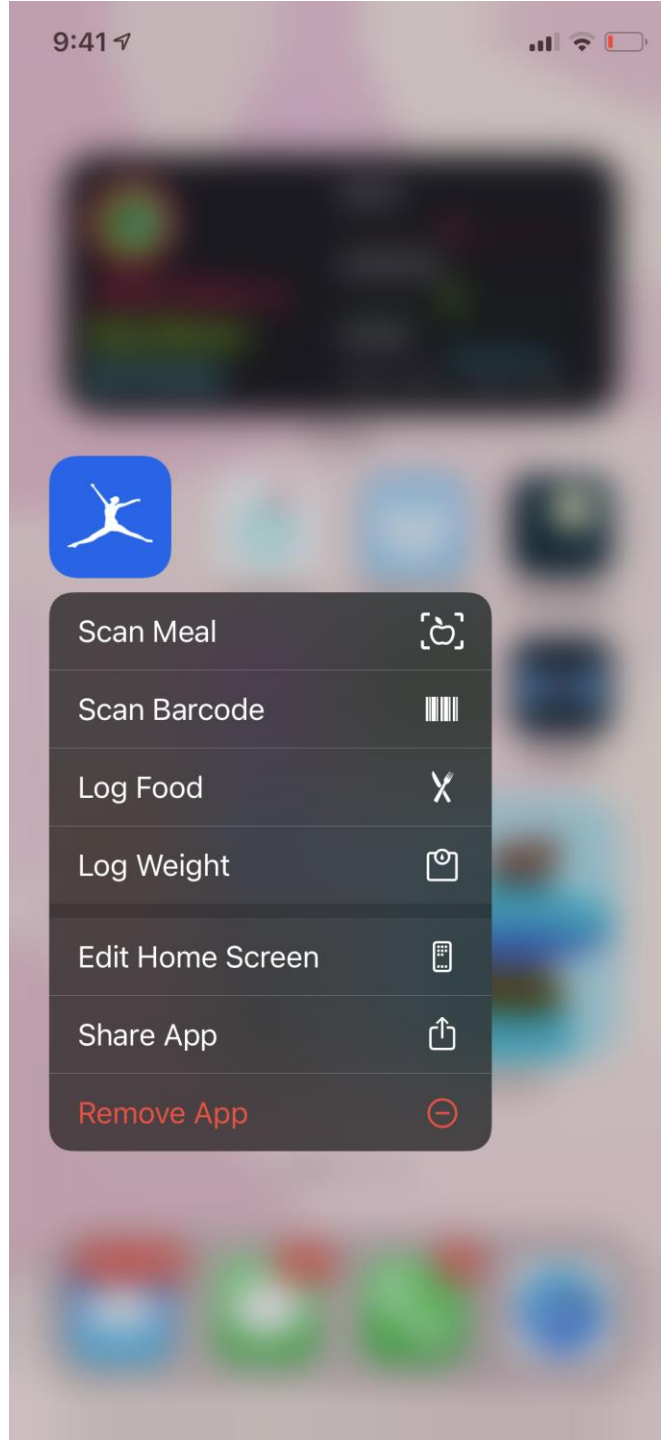 9:41
Scan Meal
Scan Barcode
Log Food
Log Weight
Edit Home Screen
Share App
Remove App